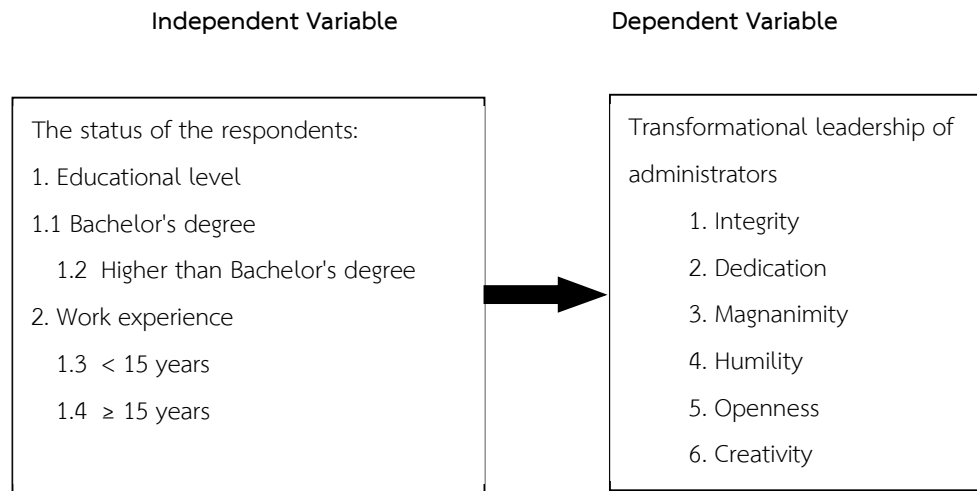 Independent Variable
Dependent Variable
The status of the respondents:
1. Educational level
1.1 Bachelor's degree
1.2 Higher than Bachelor's degree
2. Work experience
1.3 < 15 years
1.4 ≥ 15 years
Transformational leadership of
administrators
1. Integrity
2. Dedication
3. Magnanimity
4. Humility
5. Openness
6. Creativity